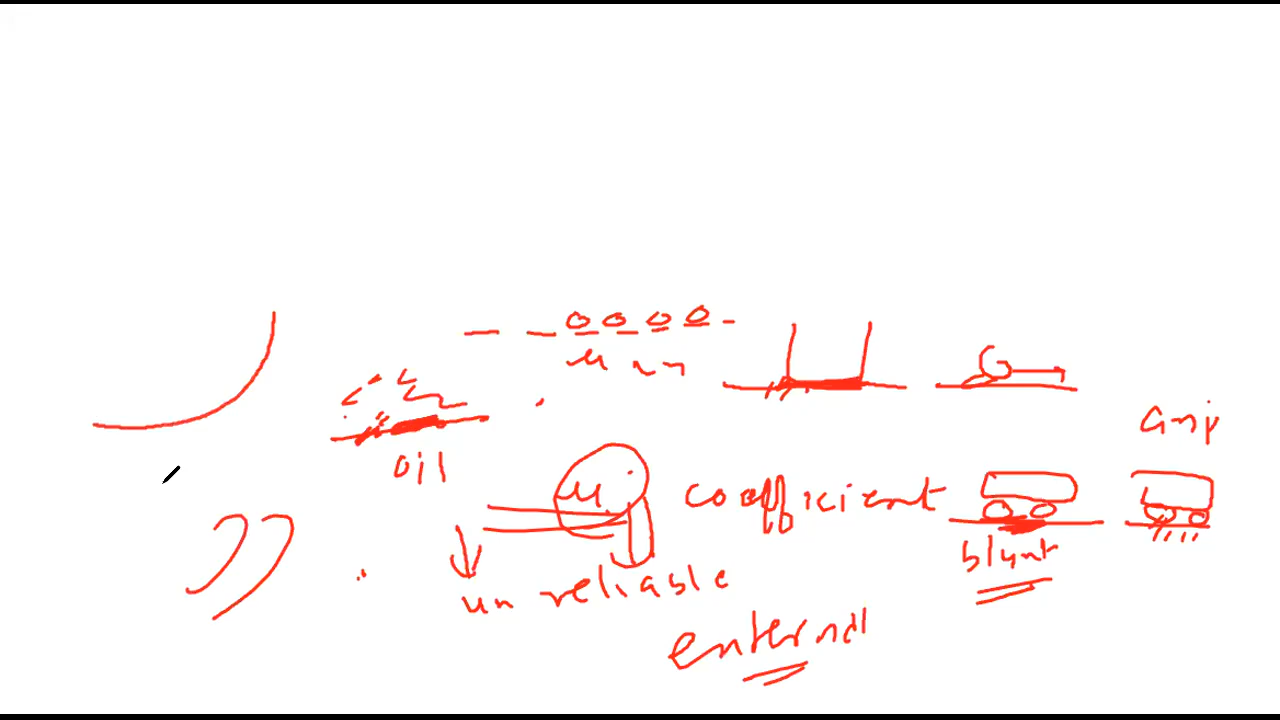 oil
μ
coefficient
blunt
unreliable
external